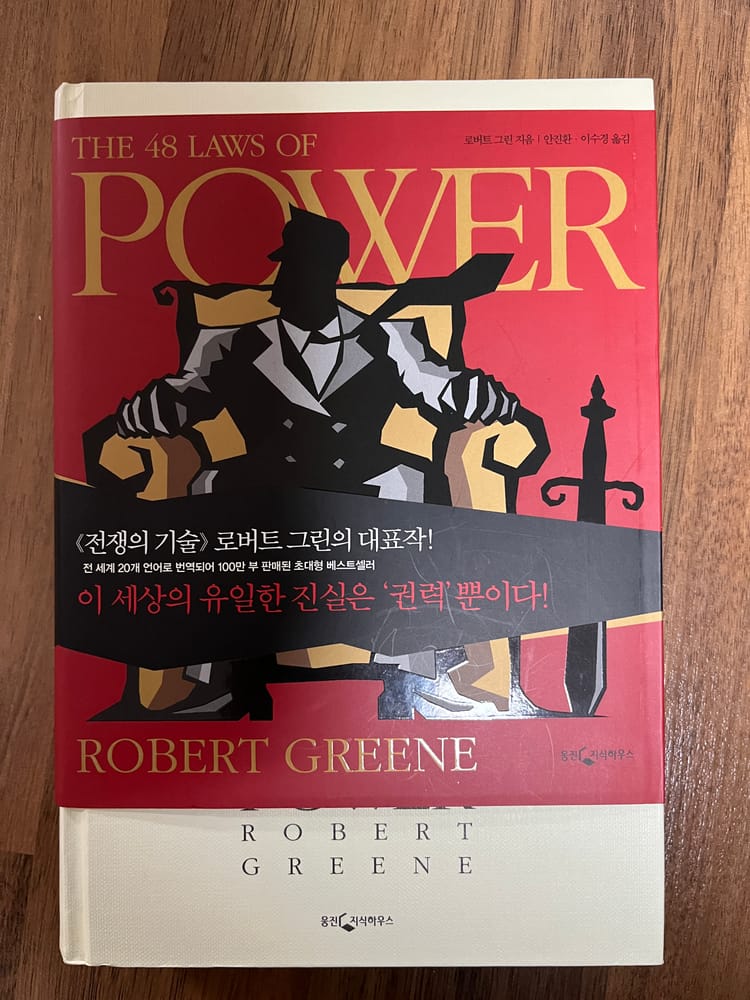 THE 48 LAWS OF
로버트 그린 지음 | 안진환 · 이수경 옮김
POWER
《전쟁의 기술》 로버트 그린의 대표작!
전 세계 20개 언어로 번역되어 100만 부 판매된 초대형 베스트셀러
이 세상의 유일한 진실은 ‘권력’뿐이다!
ROBERT GREENE
웅진 지식하우스
POWER
ROBERT
GREENE
웅진 지식하우스